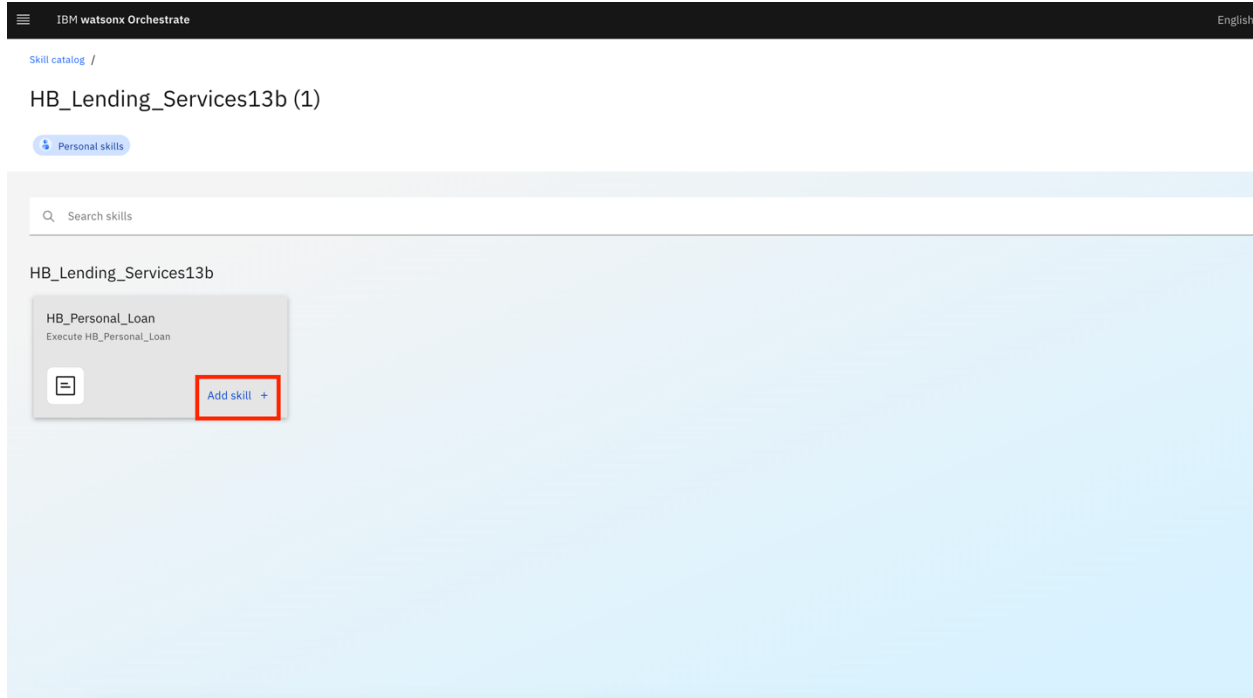 IBM watsonx Orchestrate
English
Skill catalog /
HB_Lending_Services13b (1)
Personal skills
Search skills
HB_Lending_Services13b
HB_Personal_Loan
Execute HB_Personal_Loan
Add skill +